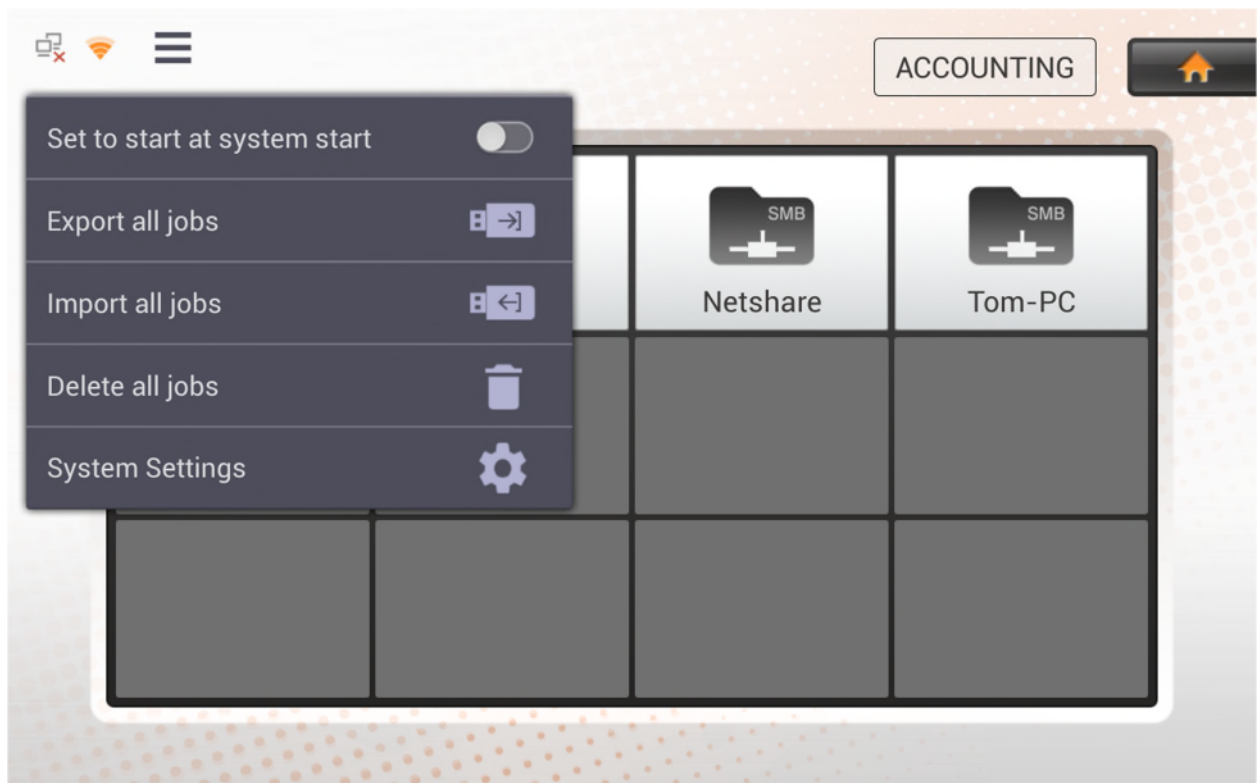 ACCOUNTING
Set to start at system start
Export all jobs
Import all jobs
Delete all jobs
System Settings
SMB
Netshare
SMB
Tom-PC